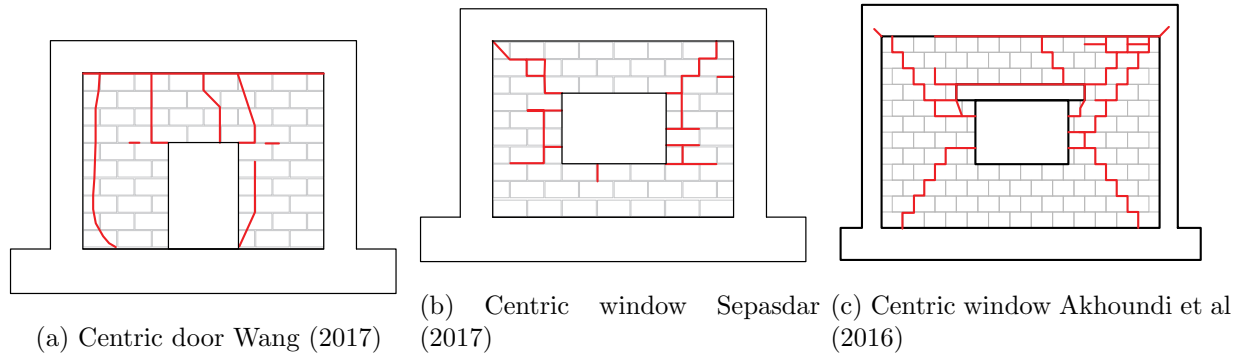 (a) Centric door Wang (2017)
(b) Centric window Sepasdar
(2017)
(c) Centric window Akhoundi et al
(2016)